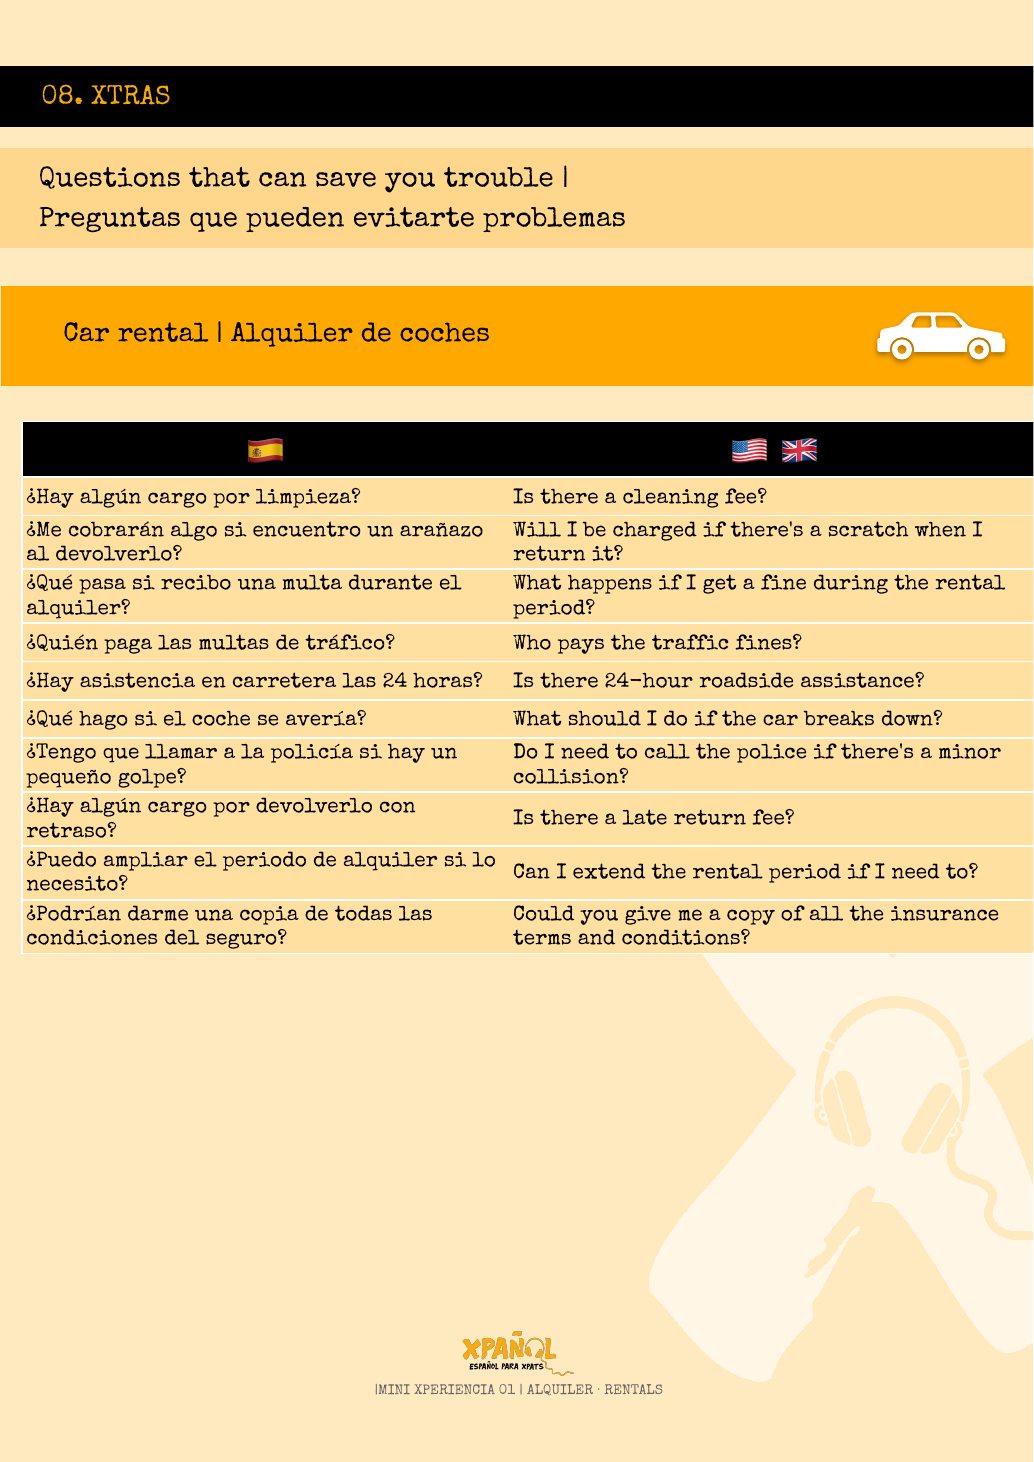 08. XTRAS
Questions that can save you trouble |
Preguntas que pueden evitarte problemas
Car rental | Alquiler de coches
¿Hay algún cargo por limpieza?
Is there a cleaning fee?
¿Me cobrarán algo si encuentro un arañazo
al devolverlo?
Will I be charged if there's a scratch when I
return it?
¿Qué pasa si recibo una multa durante el
alquiler?
What happens if I get a fine during the rental
period?
¿Quién paga las multas de tráfico?
Who pays the traffic fines?
¿Hay asistencia en carretera las 24 horas?
Is there 24-hour roadside assistance?
¿Qué hago si el coche se avería?
What should I do if the car breaks down?
¿Tengo que llamar a la policía si hay un
pequeño golpe?
Do I need to call the police if there's a minor
collision?
¿Hay algún cargo por devolverlo con
retraso?
Is there a late return fee?
¿Puedo ampliar el periodo de alquiler si lo
necesito?
Can I extend the rental period if I need to?
¿Podrían darme una copia de todas las
condiciones del seguro?
Could you give me a copy of all the insurance
terms and conditions?
XPAÑOL
ESPAÑOL PARA XPATS
|MINI XPERIENCIA 01 | ALQUILER · RENTALS